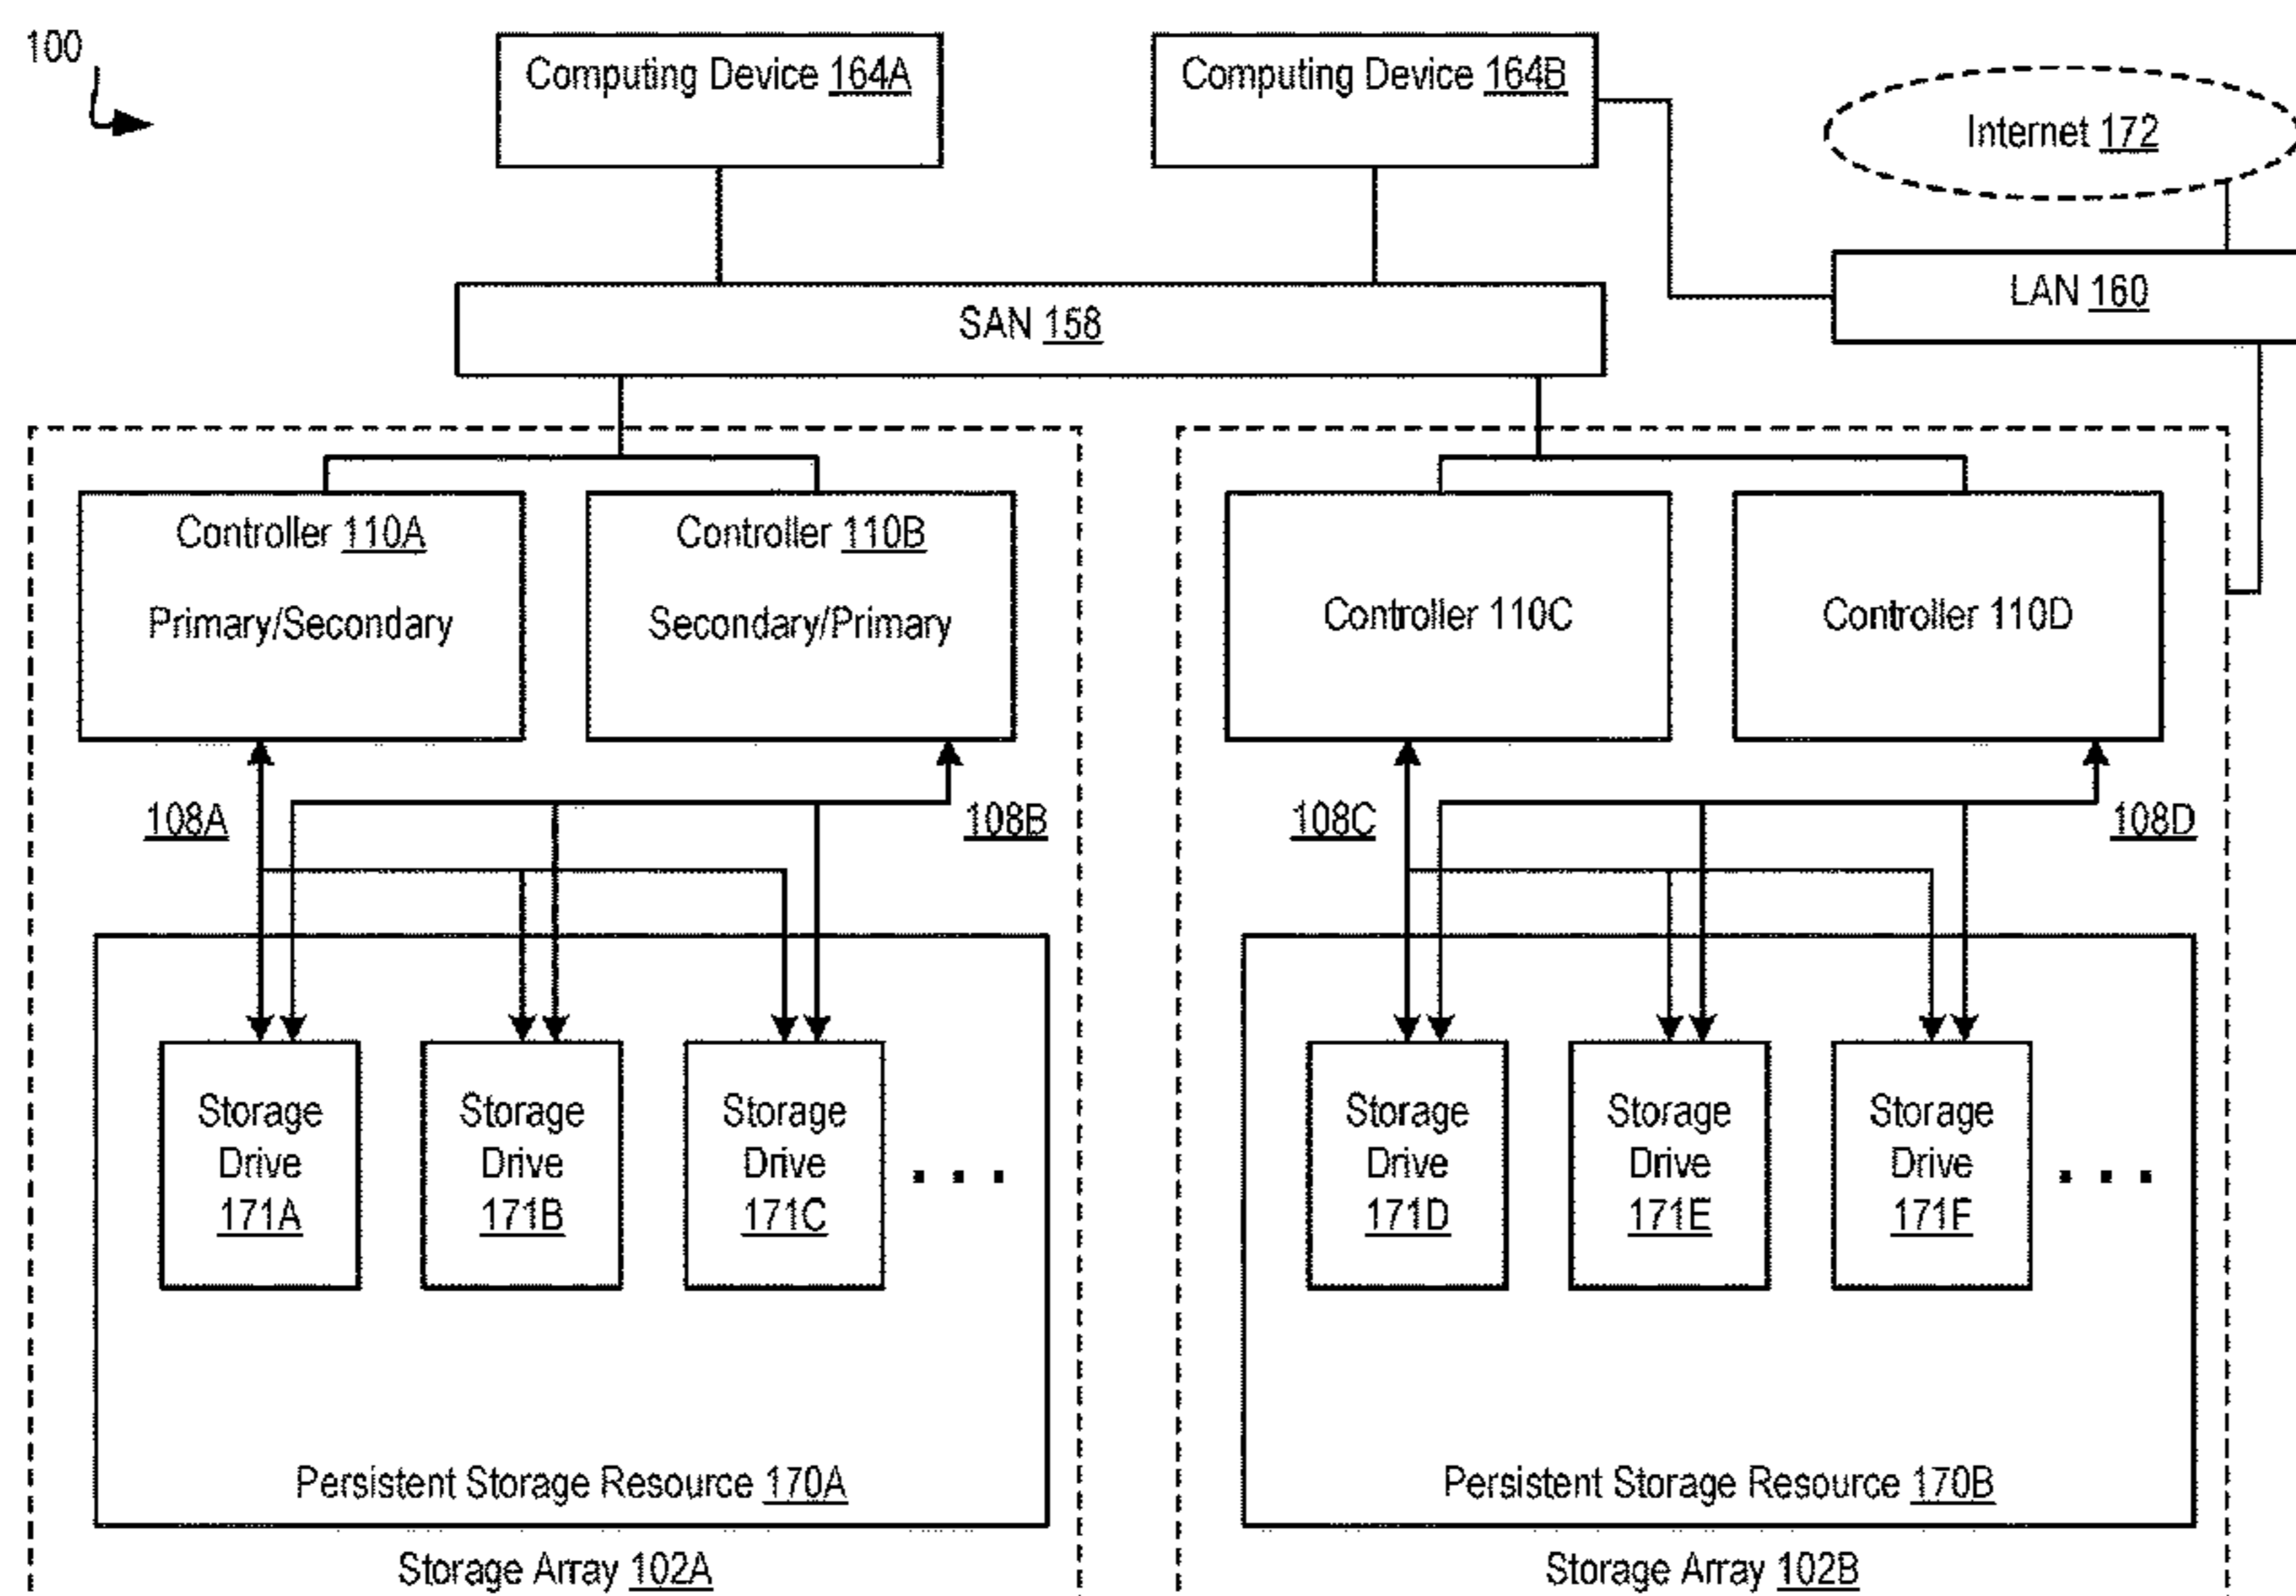 100
Computing Device 164A
Computing Device 164B
Internet 172
LAN 160
SAN 158
Controller 110A
Primary/Secondary
Controller 110B
Secondary/Primary
Controller 110C
Controller 110D
108A
108B
108C
108D
Storage
Drive
171A
Storage
Drive
171B
Storage
Drive
171C
. . .
Storage
Drive
171D
Storage
Drive
171E
Storage
Drive
171F
. . .
Persistent Storage Resource 170A
Persistent Storage Resource 170B
Storage Array 102A
Storage Array 102B